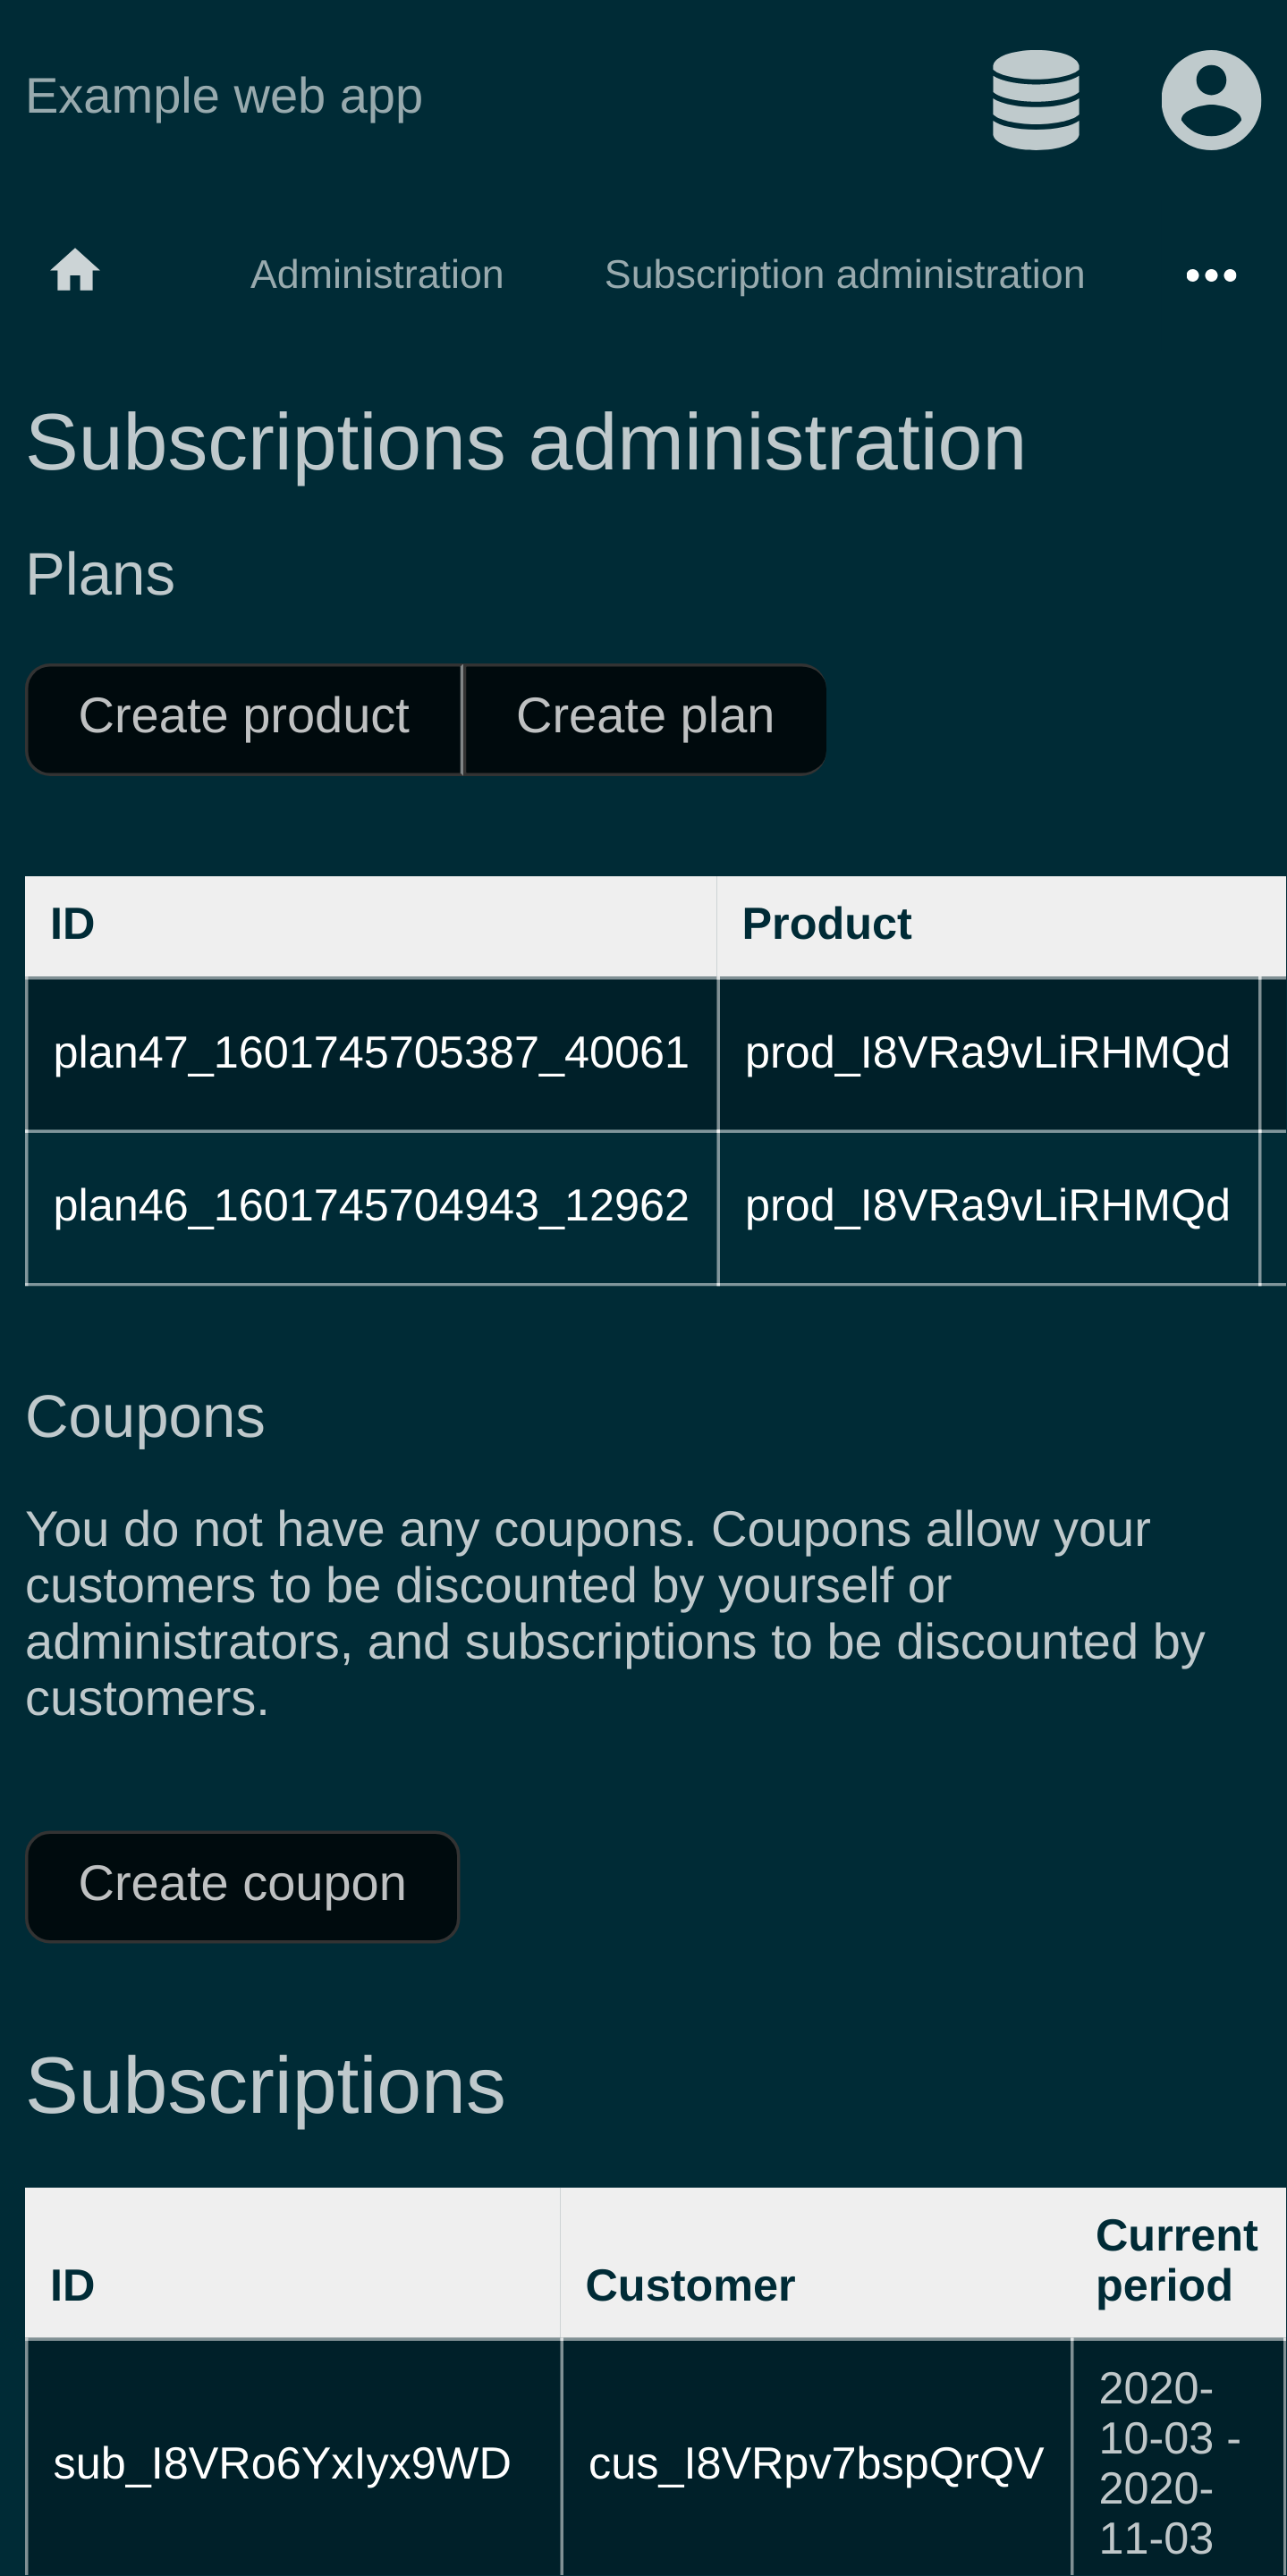 Example web app
Administration Subscription administration
Subscriptions administration
Plans
Create product Create plan
ID Product
plan47_1601745705387_40061 prod_I8VRa9vLiRHMQd
plan46_1601745704943_12962 prod_I8VRa9vLiRHMQd
Coupons
You do not have any coupons. Coupons allow your
customers to be discounted by yourself or
administrators, and subscriptions to be discounted by
customers.
Create coupon
Subscriptions
ID Customer Current
period
sub_I8VRo6YxIyx9WD cus_I8VRpv7bspQrQV 2020-
10-03 -
2020-
11-03